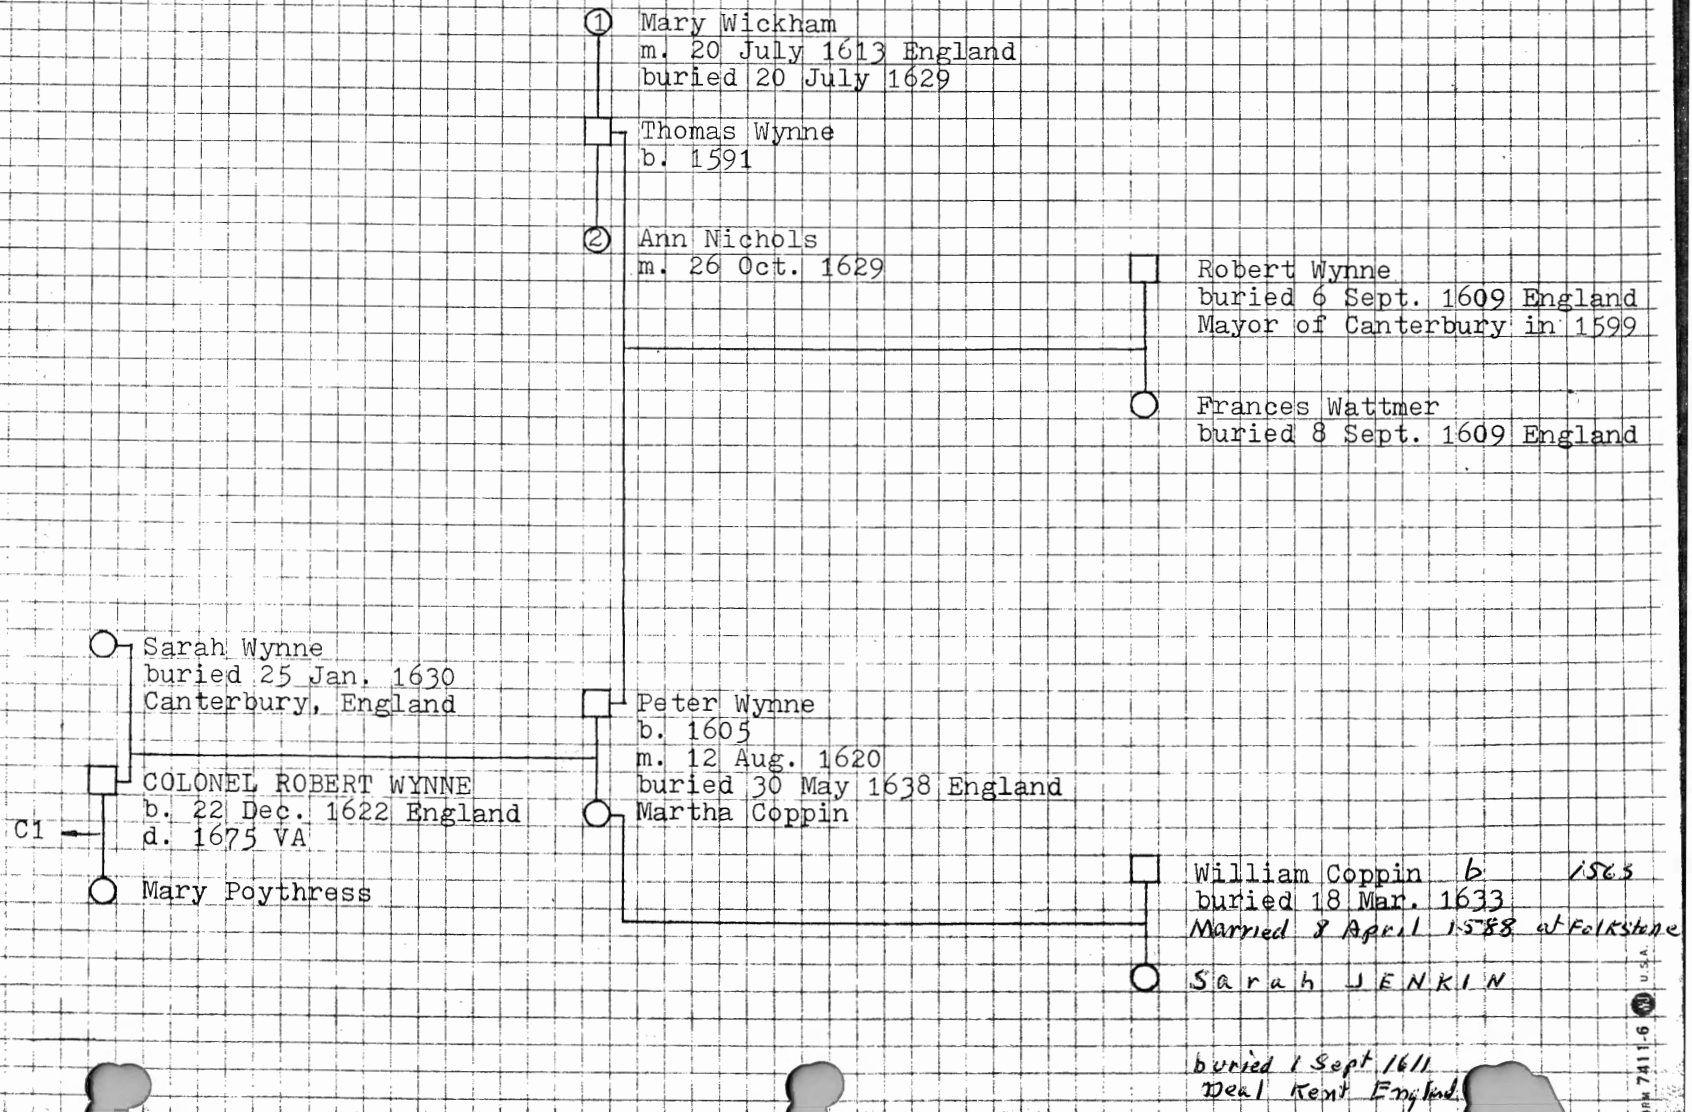 ① Mary Wickham
m. 20 July 1613 England
buried 20 July 1629
Thomas Wynne
b. 1591
② Ann Nichols
m. 26 Oct. 1629
Robert Wynne
buried 6 Sept. 1609 England
Mayor of Canterbury in 1599
Frances Wattmer
buried 8 Sept. 1609 England
Sarah Wynne
buried 25 Jan. 1630
Canterbury, England
Peter Wynne
b. 1605
m. 12 Aug. 1620
buried 30 May 1638 England
Martha Coppin
COLONEL ROBERT WYNNE
b. 22 Dec. 1622 England
d. 1675 VA
C1
Mary Poythress
William Coppin b
buried 18 Mar. 1633
Married 8 April 1588 at Folkstone
Sarah JENKIN
buried 1 Sept 1611
Deal Kent England
7411-6 U.S.A.